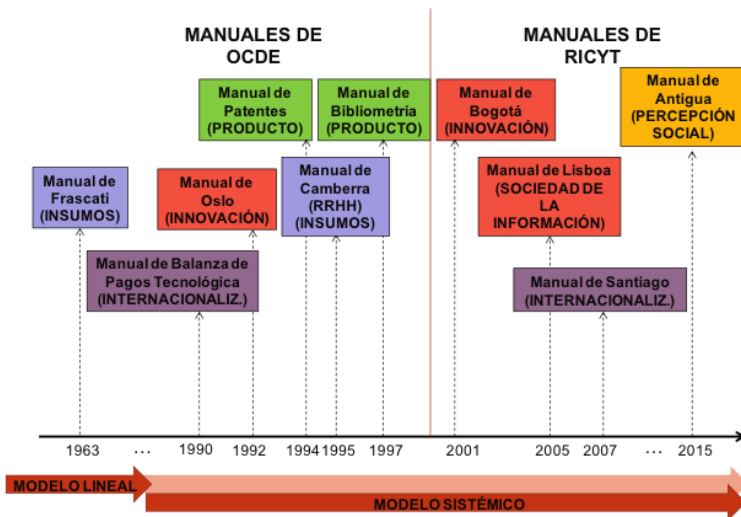 MANUALES DE
OCDE
MANUALES DE
RICYT
Manual de
Patentes
(PRODUCTO)
Manual de
Bibliometría
(PRODUCTO)
Manual de
Bogotá
(INNOVACIÓN)
Manual de
Antigua
(PERCEPCIÓN
SOCIAL)
Manual de
Frascati
(INSUMOS)
Manual de
Oslo
(INNOVACIÓN)
Manual de
Camberra
(RRHH)
(INSUMOS)
Manual de Lisboa
(SOCIEDAD DE
LA
INFORMACIÓN)
Manual de Balanza de
Pagos Tecnológica
(INTERNACIONALIZ.)
Manual de Santiago
(INTERNACIONALIZ.)
1963 ... 1990 1992 1994 1995 1997 2001 2005 2007 ... 2015
MODELO LINEAL
MODELO SISTÉMICO